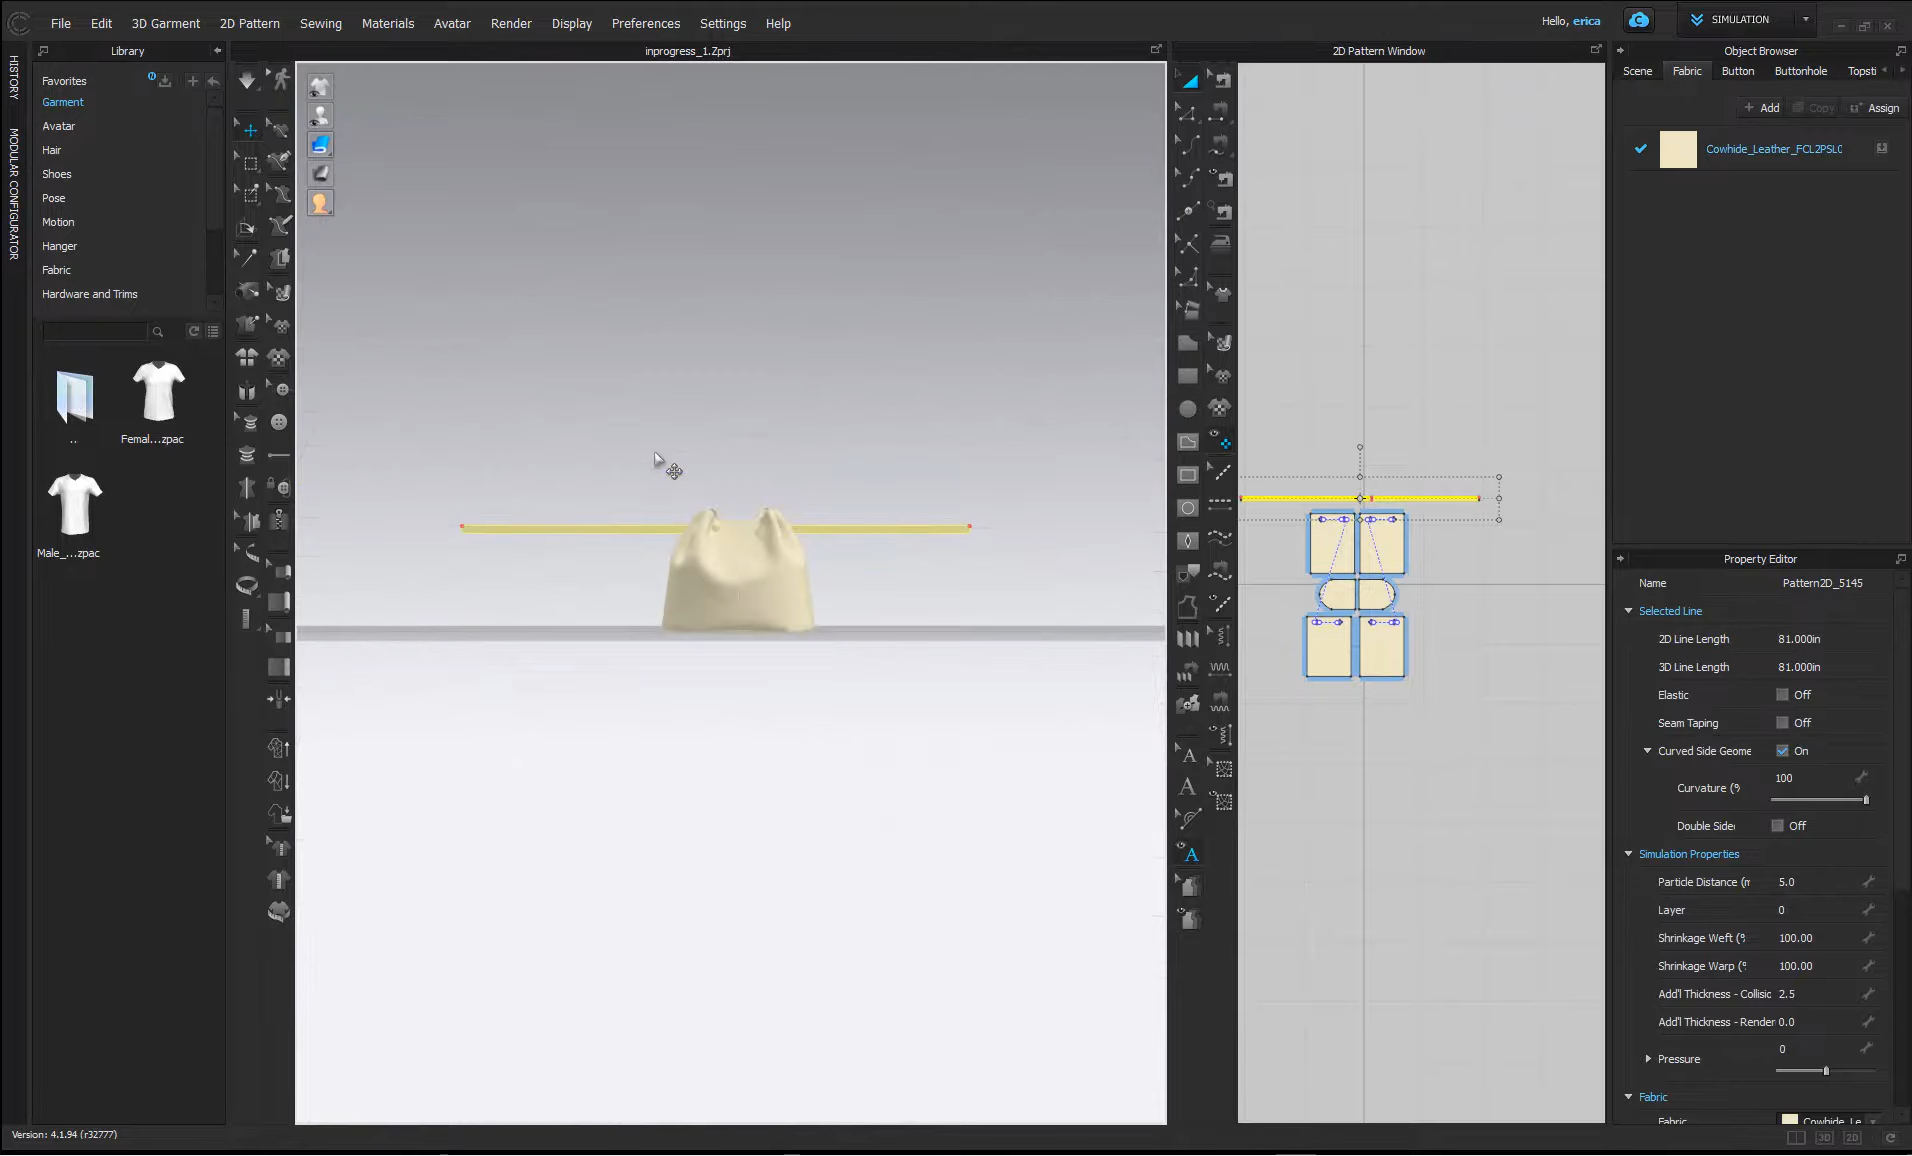 File Edit 3D Garment 2D Pattern Sewing Materials Avatar Render Display Preferences Settings Help
Hello, erica
SIMULATION
HISTORY
MODULAR CONFIGURATOR
Library
Favorites
Garment
Avatar
Hair
Shoes
Pose
Motion
Hanger
Fabric
Hardware and Trims
..
Femal...zpac
Male_...zpac
inprogress_1.Zprj
2D Pattern Window
Object Browser
Scene Fabric Button Buttonhole Topsti
Add Copy Assign
Cowhide_Leather_FCL2PSL0
Property Editor
Name Pattern2D_5145
Selected Line
2D Line Length 81.000in
3D Line Length 81.000in
Elastic Off
Seam Taping Off
Curved Side Geome On
Curvature (% 100
Double Side Off
Simulation Properties
Particle Distance (m 5.0
Layer 0
Shrinkage Weft (% 100.00
Shrinkage Warp (% 100.00
Add'l Thickness - Collisic 2.5
Add'l Thickness - Render 0.0
Pressure 0
Fabric
Fabric Cowhide_Le
Version: 4.1.94 (r32777)
3D 2D